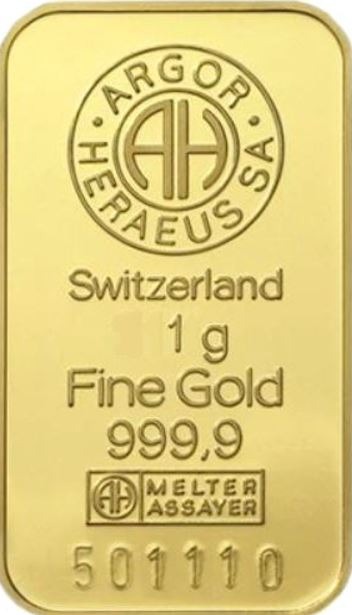 ARGOR
HERAEUS SA
AH
Switzerland
1 g
Fine Gold
999,9
AH MELTER
ASSAYER
501110